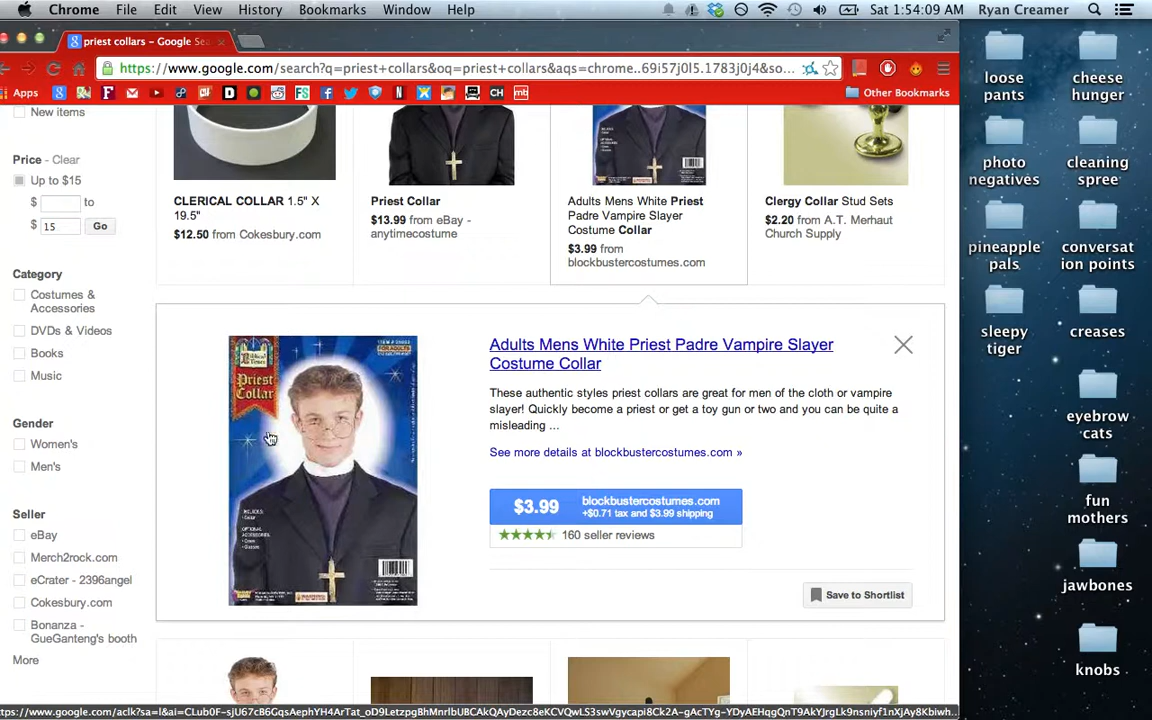 Chrome File Edit View History Bookmarks Window Help
Sat 1:54:09 AM Ryan Creamer
priest collars – Google Sea
https://www.google.com/search?q=priest+collars&oq=priest+collars&aqs=chrome..69i57j0l5.1783j0j4&so...
Apps
Other Bookmarks
New items
Price - Clear
Up to $15
$ to
$ 15 Go
Category
Costumes &
Accessories
DVDs & Videos
Books
Music
Gender
Women's
Men's
Seller
eBay
Merch2rock.com
eCrater - 2396angel
Cokesbury.com
Bonanza -
GueGanteng's booth
More
CLERICAL COLLAR 1.5" X
19.5"
$12.50 from Cokesbury.com
Priest Collar
$13.99 from eBay -
anytimecostume
Adults Mens White Priest
Padre Vampire Slayer
Costume Collar
$3.99 from
blockbustercostumes.com
Clergy Collar Stud Sets
$2.20 from A.T. Merhaut
Church Supply
Biblical
Times
Priest
Collar
FOR ADULTS
Adults Mens White Priest Padre Vampire Slayer
Costume Collar
These authentic styles priest collars are great for men of the cloth or vampire
slayer! Quickly become a priest or get a toy gun or two and you can be quite a
misleading ...
See more details at blockbustercostumes.com »
$3.99
blockbustercostumes.com
+$0.71 tax and $3.99 shipping
160 seller reviews
Save to Shortlist
loose
pants
cheese
hunger
photo
negatives
cleaning
spree
pineapple
pals
conversat
ion points
sleepy
tiger
creases
eyebrow
cats
fun
mothers
jawbones
knobs